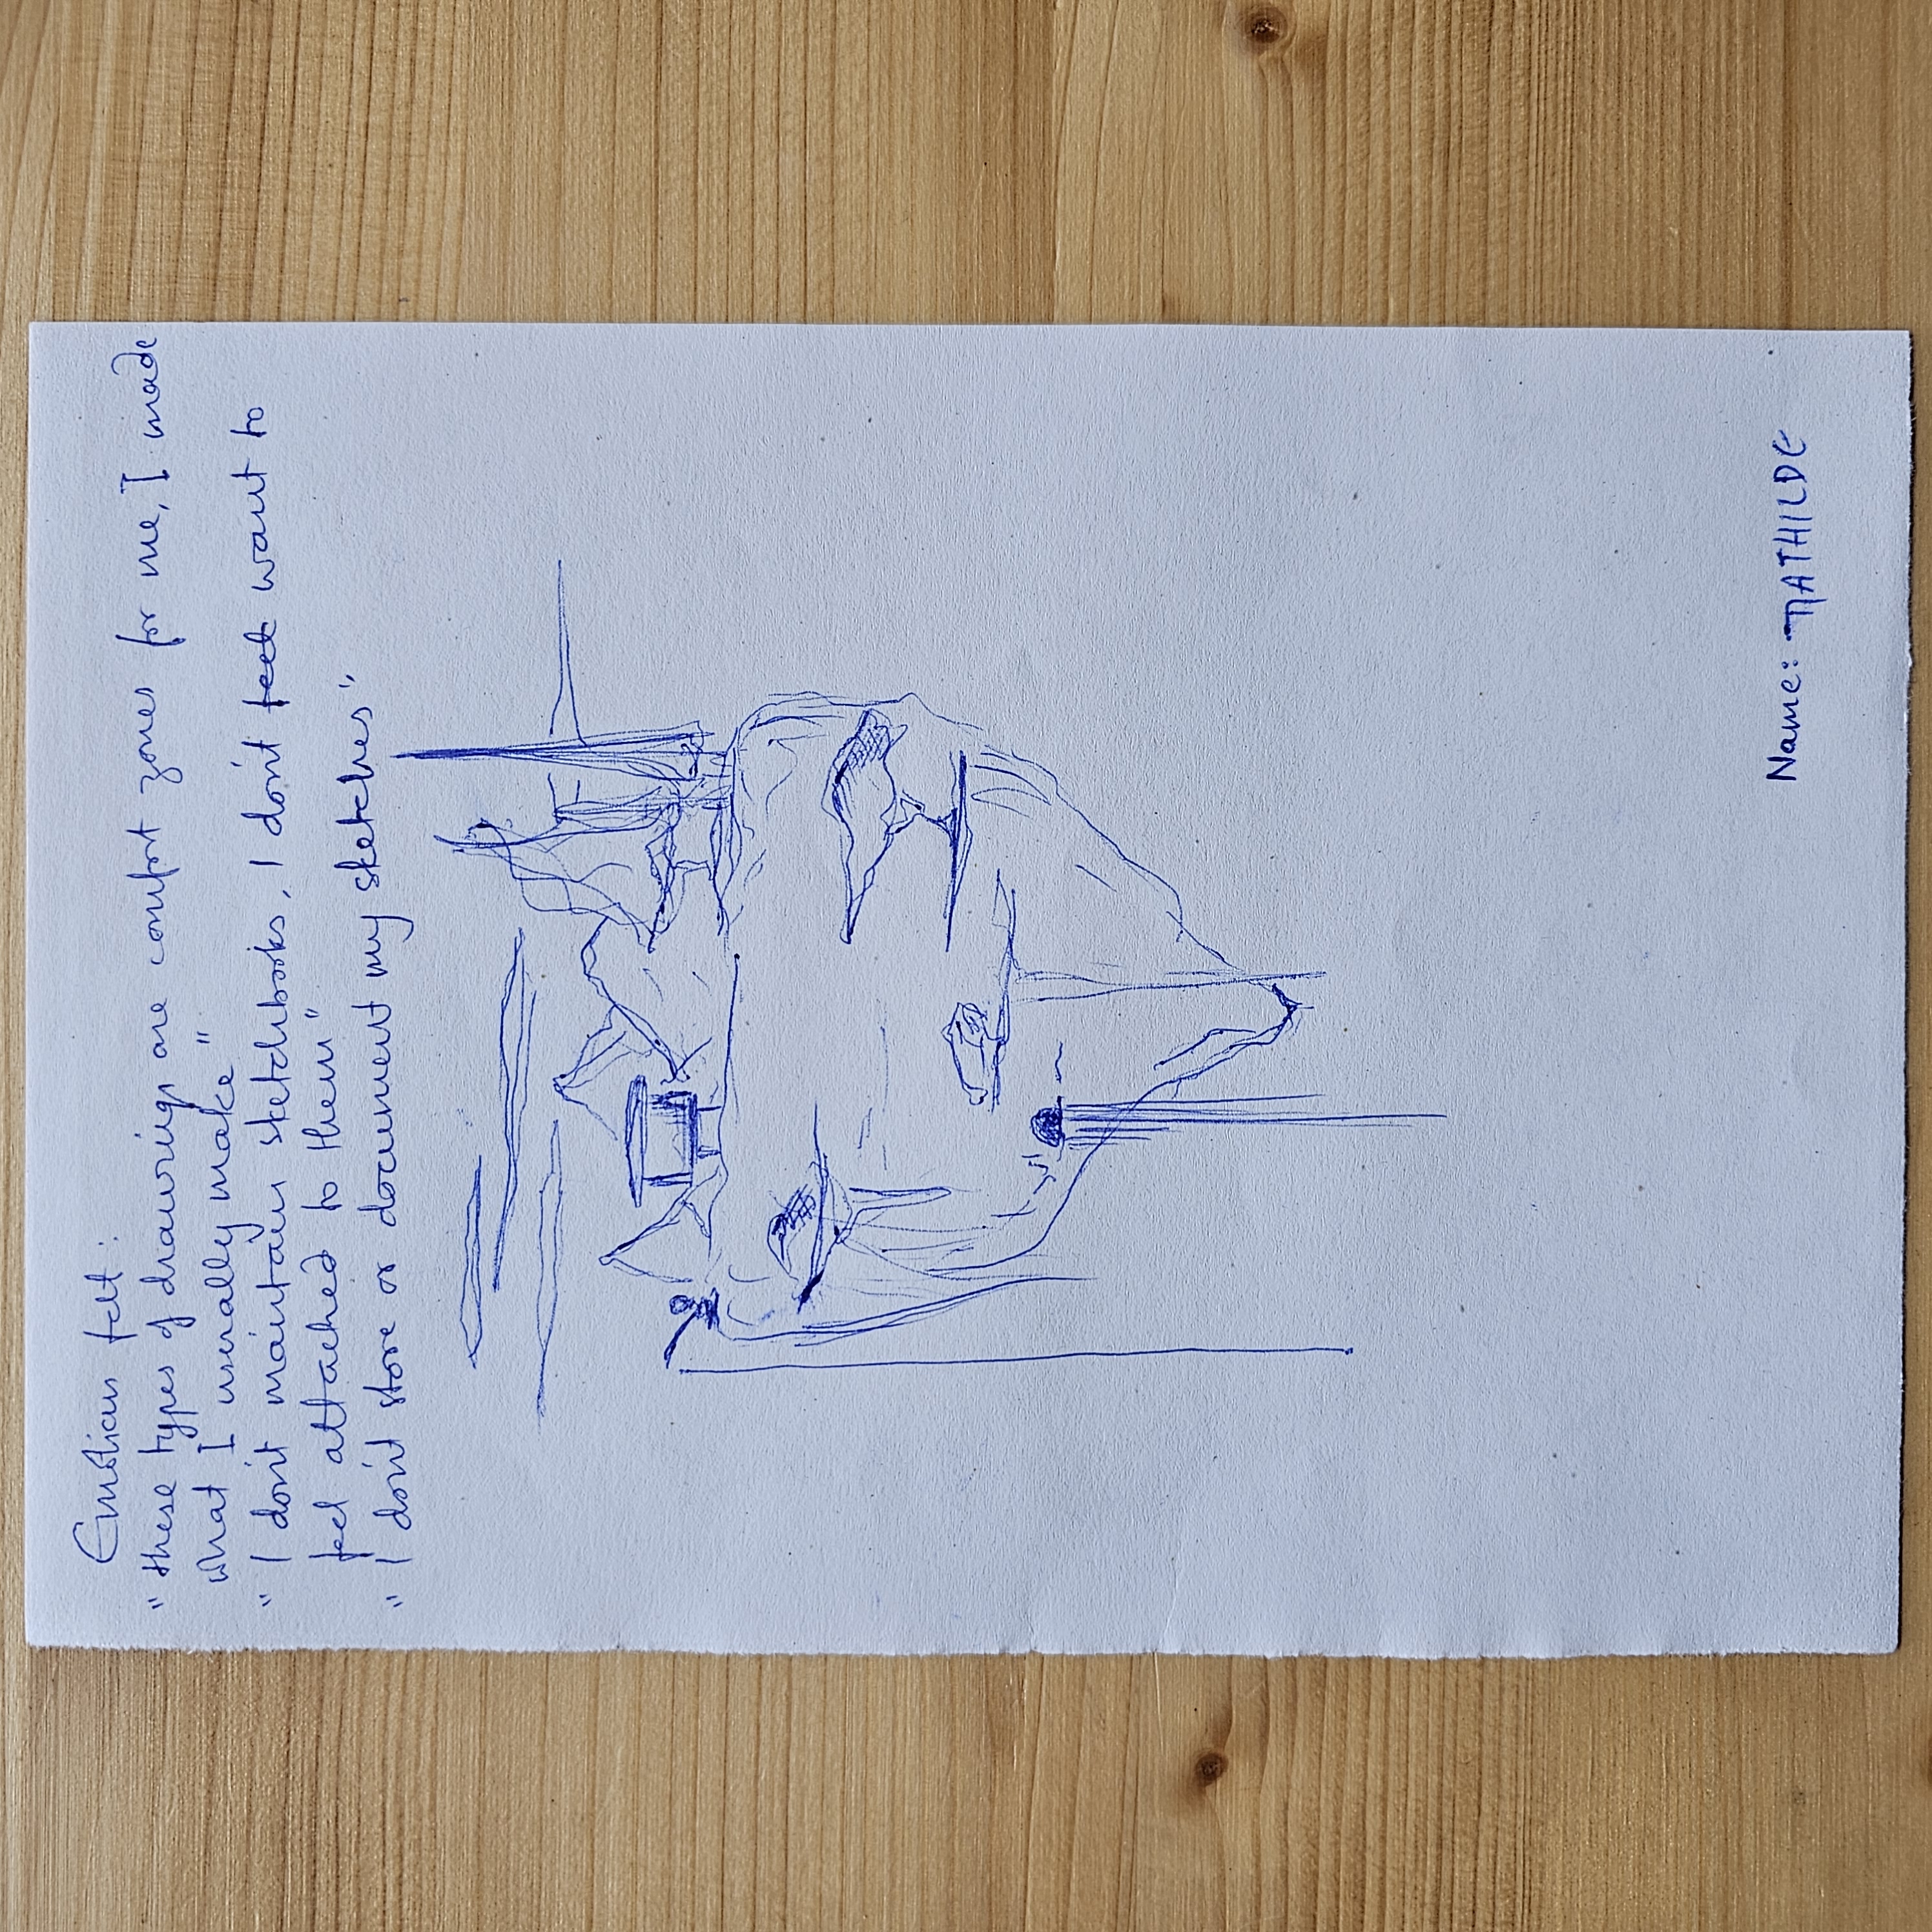 Emotions felt:
"these types of drawings are comfort zones for me, I made
what I usually make"
"I don't maintain sketchbooks, I don't feel want to
feel attached to them"
"I don't store or document my sketches"
Name: MATHILDE